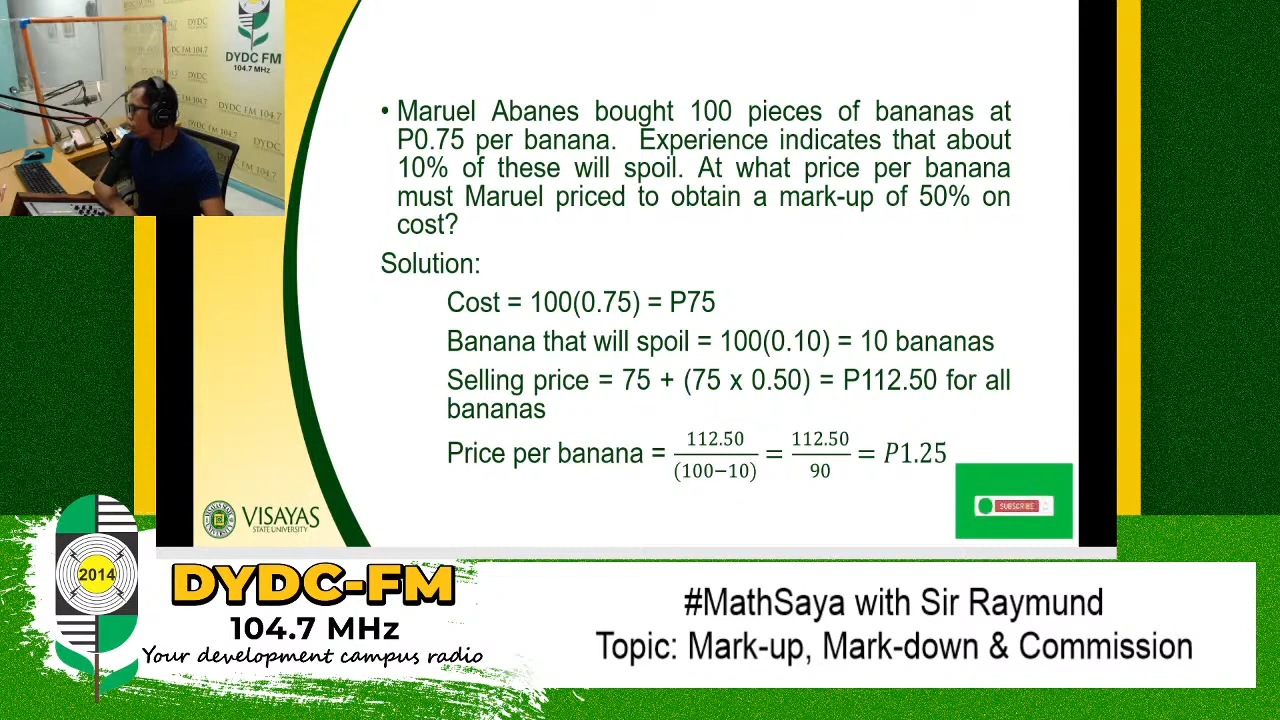 DYDC FM
104.7 MHz
• Maruel Abanes bought 100 pieces of bananas at
P0.75 per banana. Experience indicates that about
10% of these will spoil. At what price per banana
must Maruel priced to obtain a mark-up of 50% on
cost?
Solution:
Cost = 100(0.75) = P75
Banana that will spoil = 100(0.10) = 10 bananas
Selling price = 75 + (75 x 0.50) = P112.50 for all
bananas
Price per banana = 112.50/(100−10) = 112.50/90 = P1.25
SUBSCRIBE
VISAYAS
STATE UNIVERSITY
2014
DYDC-FM
104.7 MHz
Your development campus radio
#MathSaya with Sir Raymund
Topic: Mark-up, Mark-down & Commission